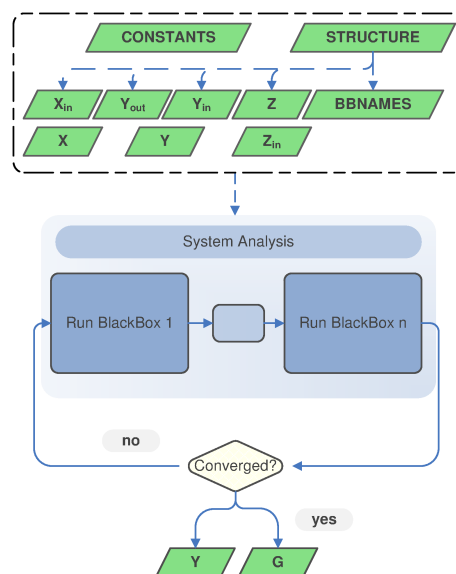 CONSTANTS
STRUCTURE
Xin
Yout
Yin
Z
BBNAMES
X
Y
Zin
System Analysis
Run BlackBox 1
Run BlackBox n
no
Converged?
yes
Y
G